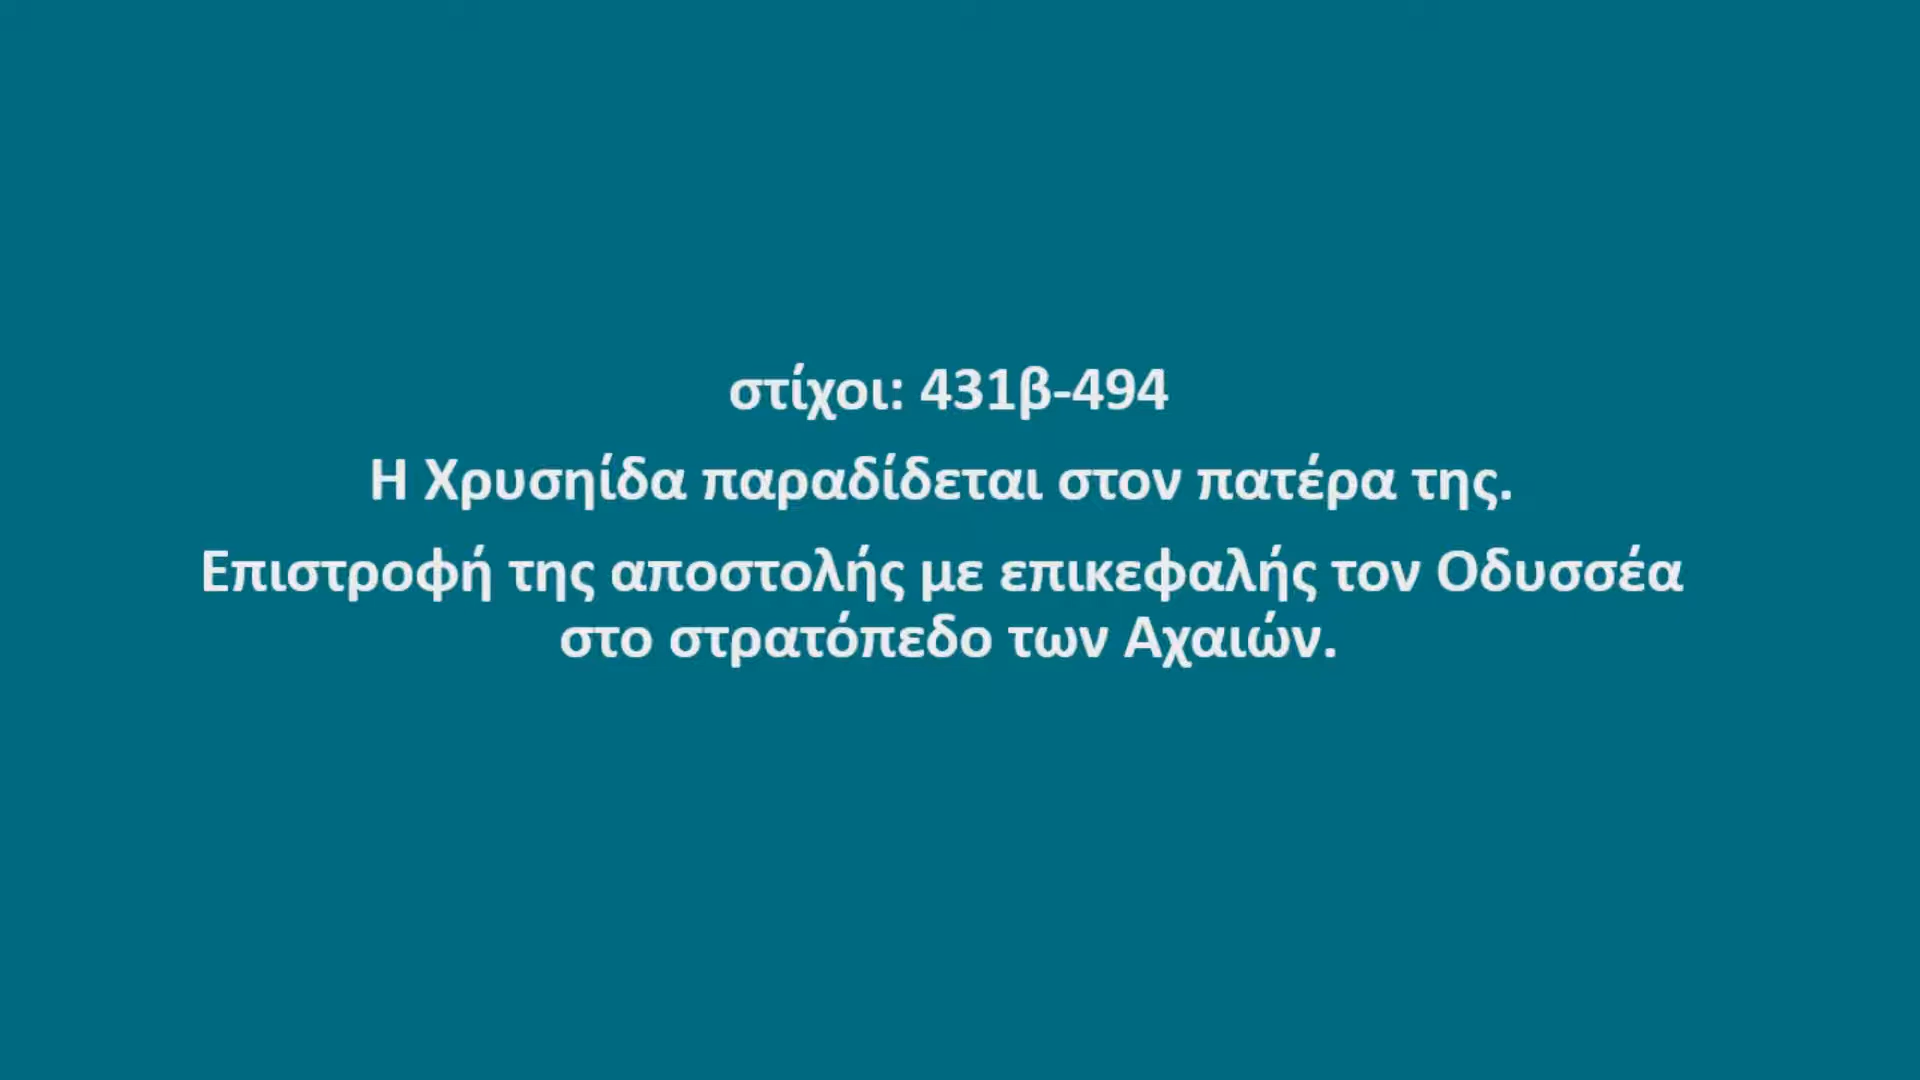 στίχοι: 431β-494
Η Χρυσηίδα παραδίδεται στον πατέρα της.
Επιστροφή της αποστολής με επικεφαλής τον Οδυσσέα
στο στρατόπεδο των Αχαιών.